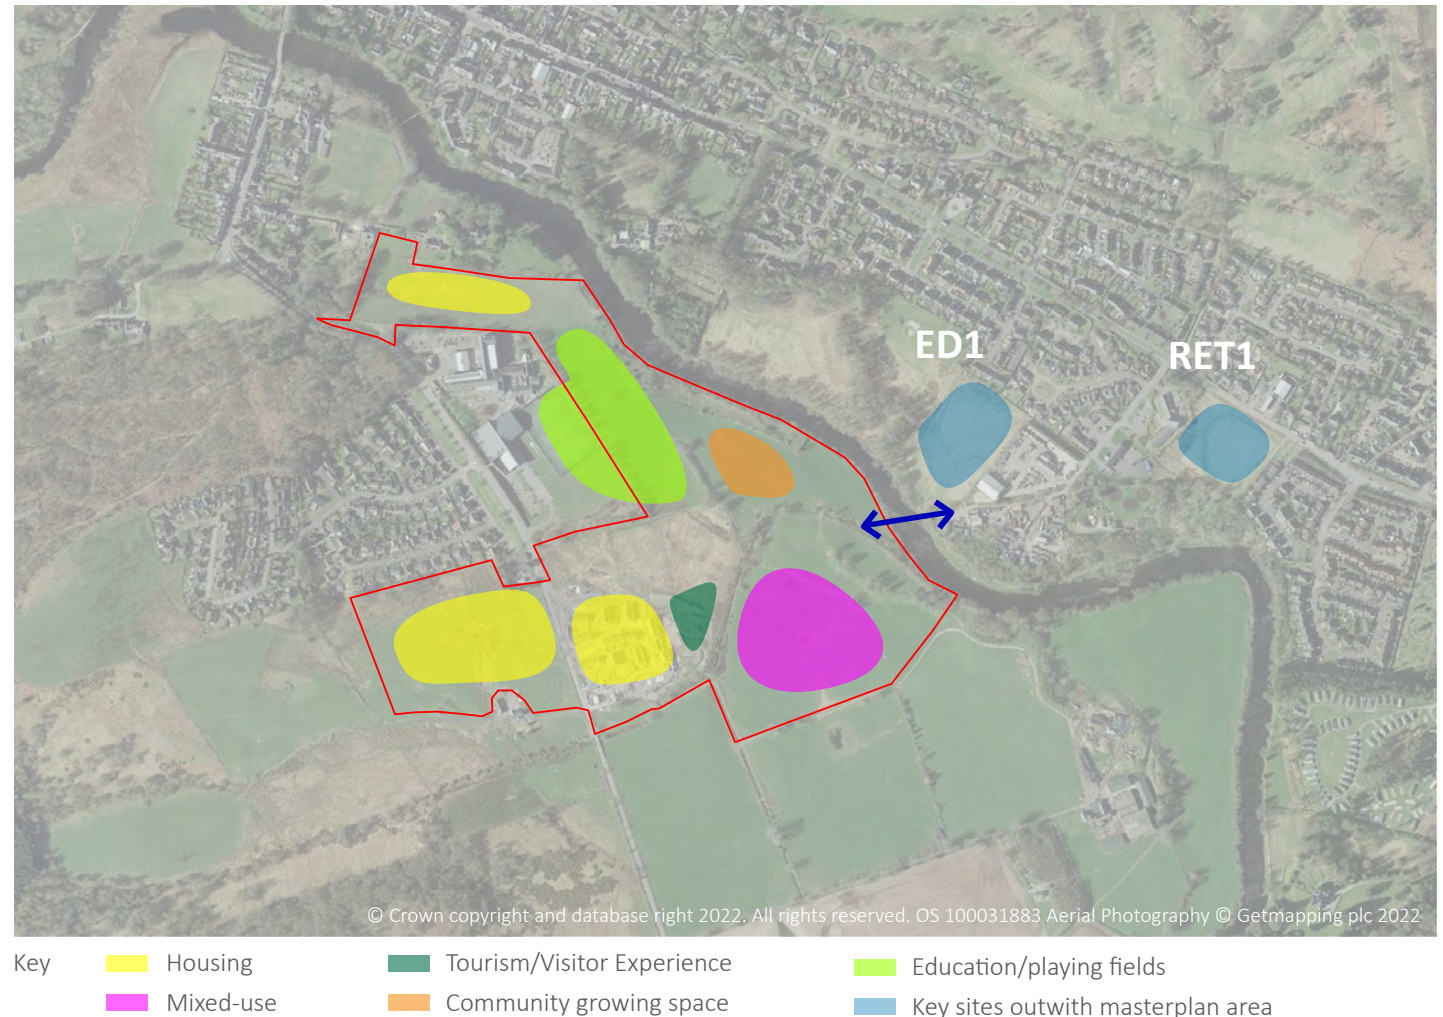 ED1
RET1
© Crown copyright and database right 2022. All rights reserved. OS 100031883 Aerial Photography © Getmapping plc 2022
Key
Housing
Tourism/Visitor Experience
Education/playing fields
Mixed-use
Community growing space
Key sites outwith masterplan area